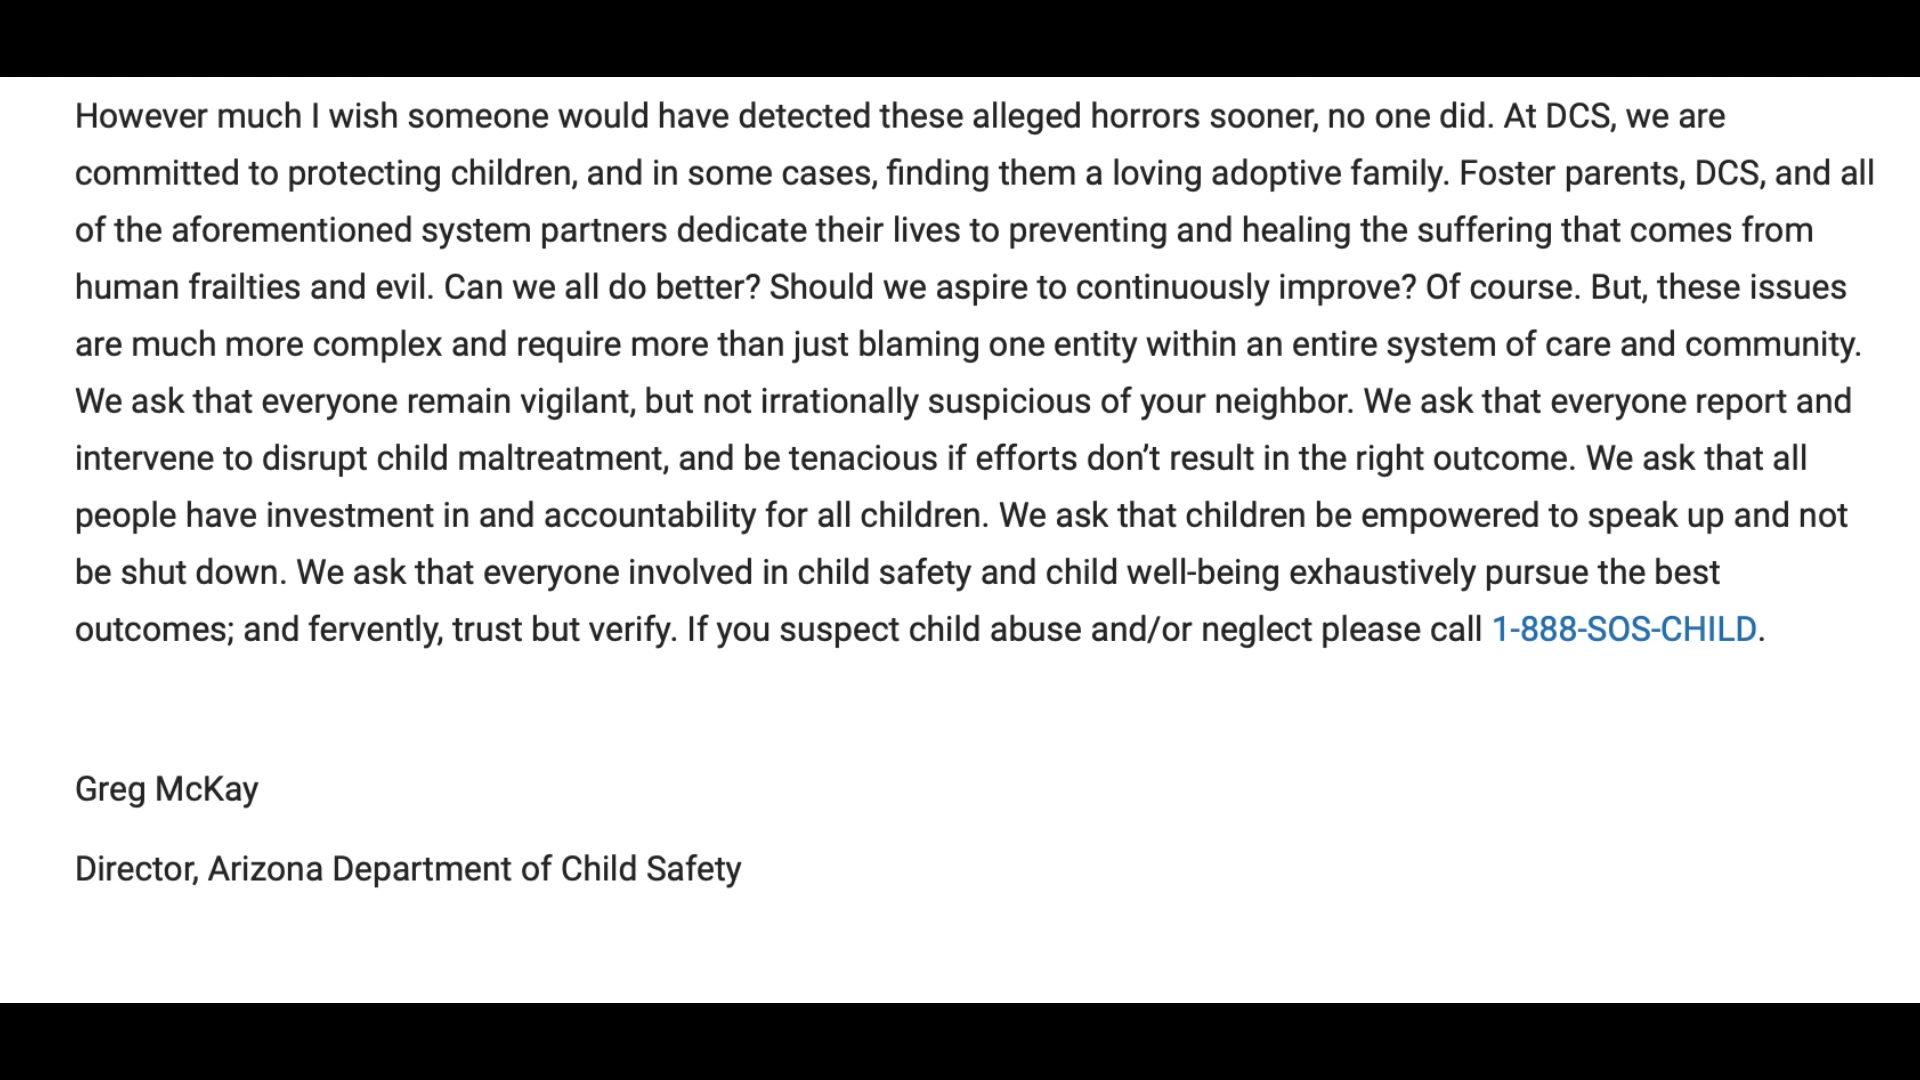 However much I wish someone would have detected these alleged horrors sooner, no one did. At DCS, we are
committed to protecting children, and in some cases, finding them a loving adoptive family. Foster parents, DCS, and all
of the aforementioned system partners dedicate their lives to preventing and healing the suffering that comes from
human frailties and evil. Can we all do better? Should we aspire to continuously improve? Of course. But, these issues
are much more complex and require more than just blaming one entity within an entire system of care and community.
We ask that everyone remain vigilant, but not irrationally suspicious of your neighbor. We ask that everyone report and
intervene to disrupt child maltreatment, and be tenacious if efforts don’t result in the right outcome. We ask that all
people have investment in and accountability for all children. We ask that children be empowered to speak up and not
be shut down. We ask that everyone involved in child safety and child well-being exhaustively pursue the best
outcomes; and fervently, trust but verify. If you suspect child abuse and/or neglect please call 1-888-SOS-CHILD.
Greg McKay
Director, Arizona Department of Child Safety